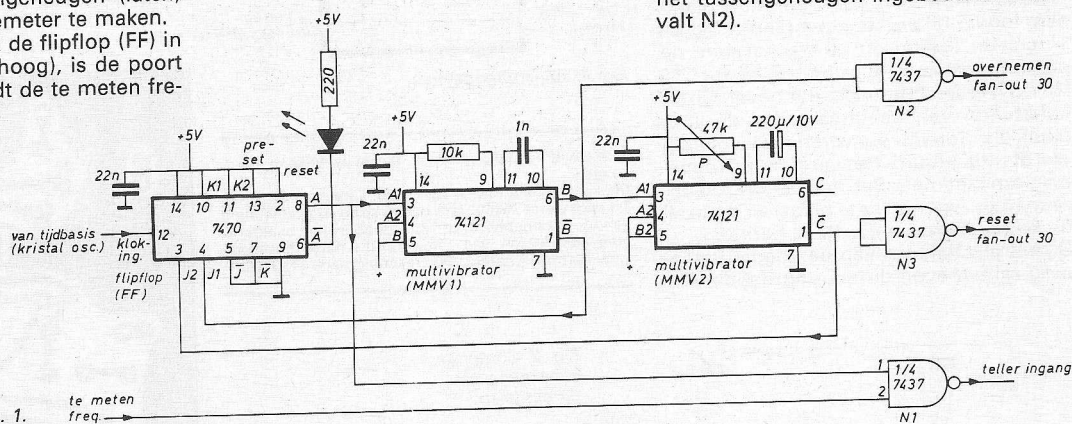 emeter te maken.
de flipflop (FF) in
hoog), is de poort
dt de te meten fre-
valt N2).
+5V
220
+5V
pre-
set
reset
22n
K1 K2
14 10 11 13 2 8
7470
12
3 4 5 7 9 6
A
A̅
van tijdbasis
(kristal osc.)
klok-
ing.
flipflop
(FF)
J2 J1 J̅ K̅
+5V
22n
10k
1n
14 9 11 10
A1 3
A2 4
B 5
74121
6 B
1 B
7
+
multivibrator
(MMV1)
+5V
22n
47k
P
220µ/10V
14 9 11 10
A1 3
A2 4
B2 5
74121
6 C
1 C̅
7
+
multivibrator
(MMV2)
1/4
7437
N2
overnemen
fan-out 30
1/4
7437
N3
reset
fan-out 30
1
2
1/4
7437
N1
teller ingang
te meten
freq.
. 1.